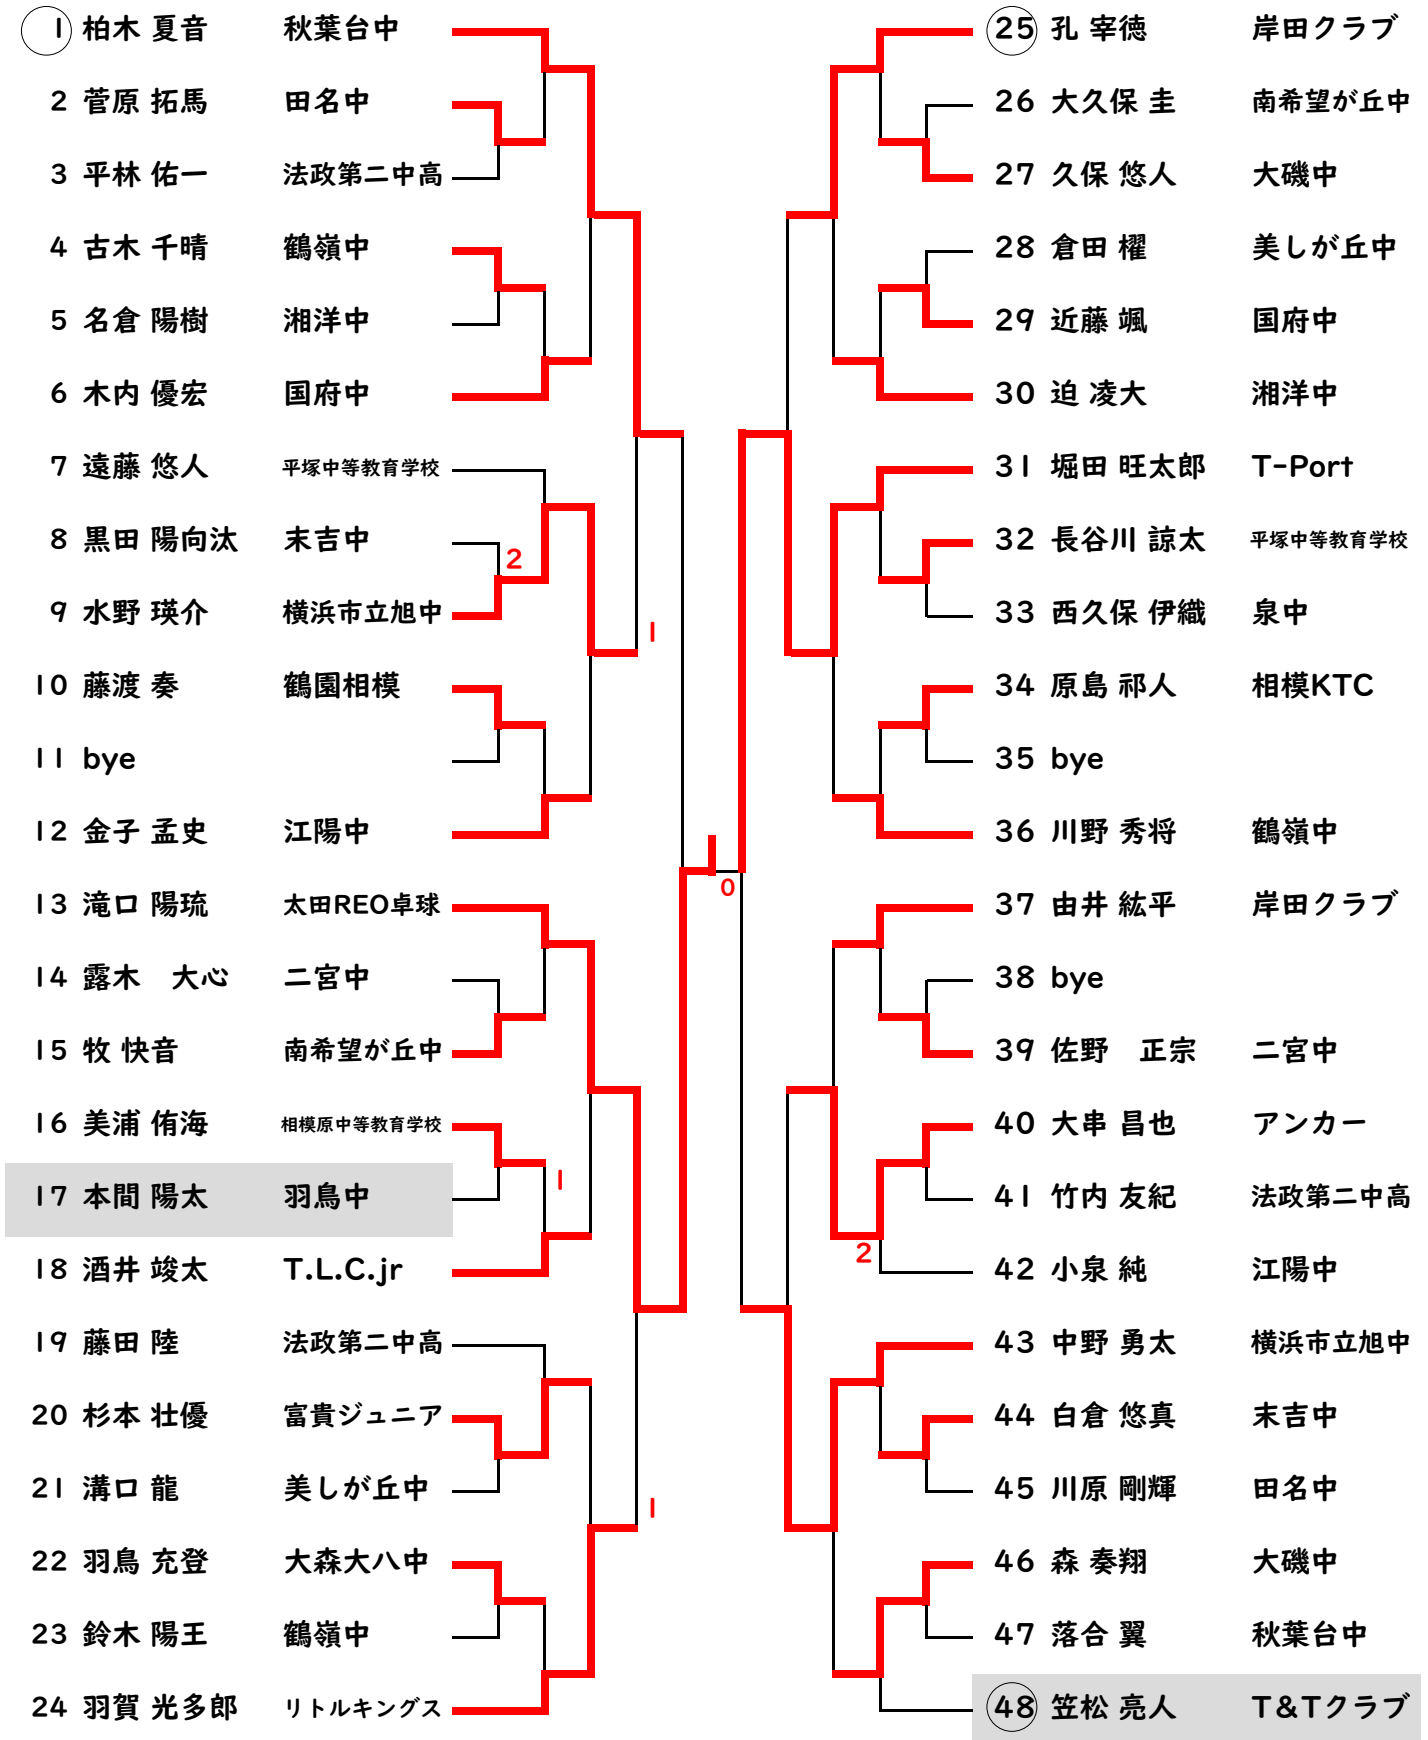 1 柏木 夏音 秋葉台中
2 菅原 拓馬 田名中
3 平林 佑一 法政第二中高
4 古木 千晴 鶴嶺中
5 名倉 陽樹 湘洋中
6 木内 優宏 国府中
7 遠藤 悠人 平塚中等教育学校
8 黒田 陽向汰 末吉中
2
9 水野 瑛介 横浜市立旭中
1
10 藤渡 奏 鶴園相模
11 bye
12 金子 孟史 江陽中
0
13 滝口 陽琉 太田REO卓球
14 露木 大心 二宮中
15 牧 快音 南希望が丘中
16 美浦 侑海 相模原中等教育学校
1
17 本間 陽太 羽鳥中
18 酒井 竣太 T.L.C.jr
19 藤田 陸 法政第二中高
20 杉本 壮優 富貴ジュニア
21 溝口 龍 美しが丘中
1
22 羽鳥 充登 大森大八中
23 鈴木 陽王 鶴嶺中
24 羽賀 光多郎 リトルキングス
25 孔 宰徳 岸田クラブ
26 大久保 圭 南希望が丘中
27 久保 悠人 大磯中
28 倉田 櫂 美しが丘中
29 近藤 颯 国府中
30 迫 凌大 湘洋中
31 堀田 旺太郎 T-Port
32 長谷川 諒太 平塚中等教育学校
33 西久保 伊織 泉中
34 原島 祁人 相模KTC
35 bye
36 川野 秀将 鶴嶺中
37 由井 紘平 岸田クラブ
38 bye
39 佐野 正宗 二宮中
40 大串 昌也 アンカー
41 竹内 友紀 法政第二中高
2
42 小泉 純 江陽中
43 中野 勇太 横浜市立旭中
44 白倉 悠真 末吉中
45 川原 剛輝 田名中
46 森 奏翔 大磯中
47 落合 翼 秋葉台中
48 笠松 亮人 T&Tクラブ